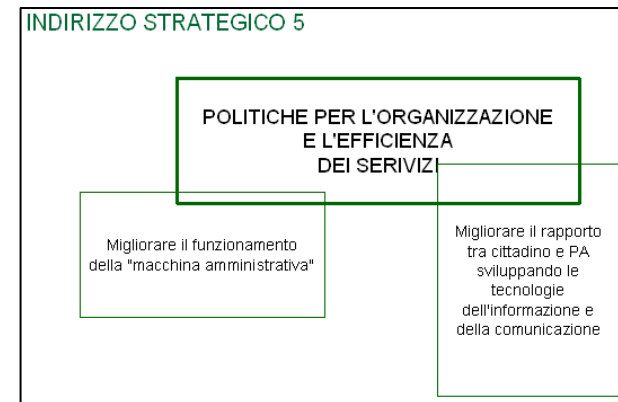 INDIRIZZO STRATEGICO 5
POLITICHE PER L'ORGANIZZAZIONE
E L'EFFICIENZA
DEI SERIVIZI
Migliorare il funzionamento
della "macchina amministrativa"
Migliorare il rapporto
tra cittadino e PA
sviluppando le
tecnologie
dell'informazione e
della comunicazione